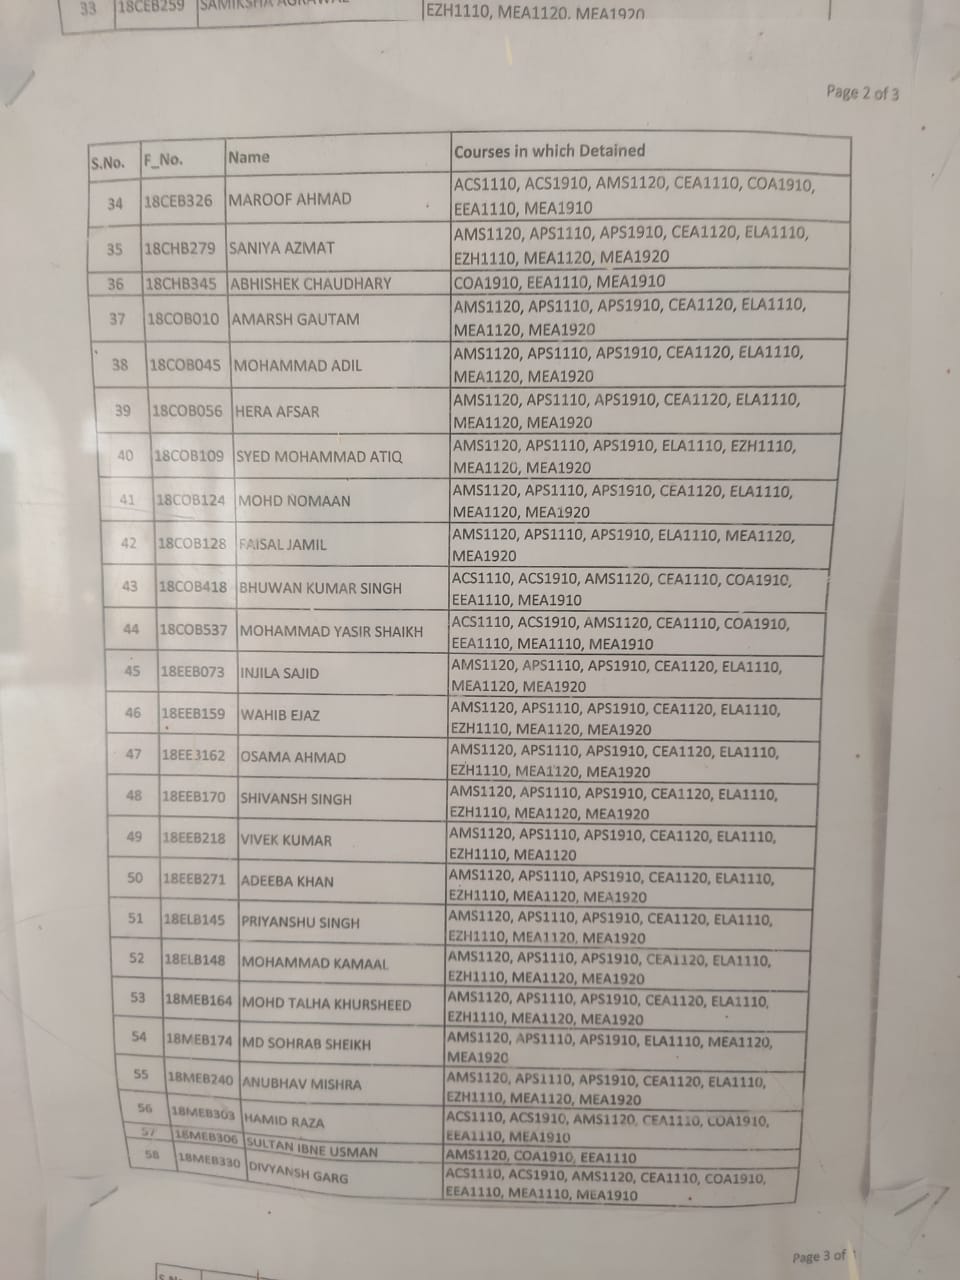 33 18CEB259 SAMIKSHA AGRAWAL
EZH1110, MEA1120, MEA1920
Page 2 of 3
S.No. F_No. Name Courses in which Detained
34 18CEB326 MAROOF AHMAD ACS1110, ACS1910, AMS1120, CEA1110, COA1910,
EEA1110, MEA1910
35 18CHB279 SANIYA AZMAT AMS1120, APS1110, APS1910, CEA1120, ELA1110,
EZH1110, MEA1120, MEA1920
36 18CHB345 ABHISHEK CHAUDHARY COA1910, EEA1110, MEA1910
37 18COB010 AMARSH GAUTAM AMS1120, APS1110, APS1910, CEA1120, ELA1110,
MEA1120, MEA1920
38 18COB045 MOHAMMAD ADIL AMS1120, APS1110, APS1910, CEA1120, ELA1110,
MEA1120, MEA1920
39 18COB056 HERA AFSAR AMS1120, APS1110, APS1910, CEA1120, ELA1110,
MEA1120, MEA1920
40 18COB109 SYED MOHAMMAD ATIQ AMS1120, APS1110, APS1910, ELA1110, EZH1110,
MEA1120, MEA1920
41 18COB124 MOHD NOMAAN AMS1120, APS1110, APS1910, CEA1120, ELA1110,
MEA1120, MEA1920
42 18COB128 FAISAL JAMIL AMS1120, APS1110, APS1910, ELA1110, MEA1120,
MEA1920
43 18COB418 BHUWAN KUMAR SINGH ACS1110, ACS1910, AMS1120, CEA1110, COA1910,
EEA1110, MEA1910
44 18COB537 MOHAMMAD YASIR SHAIKH ACS1110, ACS1910, AMS1120, CEA1110, COA1910,
EEA1110, MEA1110, MEA1910
45 18EEB073 INJILA SAJID AMS1120, APS1110, APS1910, CEA1120, ELA1110,
MEA1120, MEA1920
46 18EEB159 WAHIB EJAZ AMS1120, APS1110, APS1910, CEA1120, ELA1110,
EZH1110, MEA1120, MEA1920
47 18EEB162 OSAMA AHMAD AMS1120, APS1110, APS1910, CEA1120, ELA1110,
EZH1110, MEA1120, MEA1920
48 18EEB170 SHIVANSH SINGH AMS1120, APS1110, APS1910, CEA1120, ELA1110,
EZH1110, MEA1120, MEA1920
49 18EEB218 VIVEK KUMAR AMS1120, APS1110, APS1910, CEA1120, ELA1110,
EZH1110, MEA1120
50 18EEB271 ADEEBA KHAN AMS1120, APS1110, APS1910, CEA1120, ELA1110,
EZH1110, MEA1120, MEA1920
51 18ELB145 PRIYANSHU SINGH AMS1120, APS1110, APS1910, CEA1120, ELA1110,
EZH1110, MEA1120, MEA1920
52 18ELB148 MOHAMMAD KAMAAL AMS1120, APS1110, APS1910, CEA1120, ELA1110,
EZH1110, MEA1120, MEA1920
53 18MEB164 MOHD TALHA KHURSHEED AMS1120, APS1110, APS1910, CEA1120, ELA1110,
EZH1110, MEA1120, MEA1920
54 18MEB174 MD SOHRAB SHEIKH AMS1120, APS1110, APS1910, ELA1110, MEA1120,
MEA1920
55 18MEB240 ANUBHAV MISHRA AMS1120, APS1110, APS1910, CEA1120, ELA1110,
EZH1110, MEA1120, MEA1920
56 18MEB303 HAMID RAZA ACS1110, ACS1910, AMS1120, CEA1110, COA1910,
EEA1110, MEA1910
57 18MEB306 SULTAN IBNE USMAN AMS1120, COA1910, EEA1110
58 18MEB330 DIVYANSH GARG ACS1110, ACS1910, AMS1120, CEA1110, COA1910,
EEA1110, MEA1110, MEA1910
Page 3 of